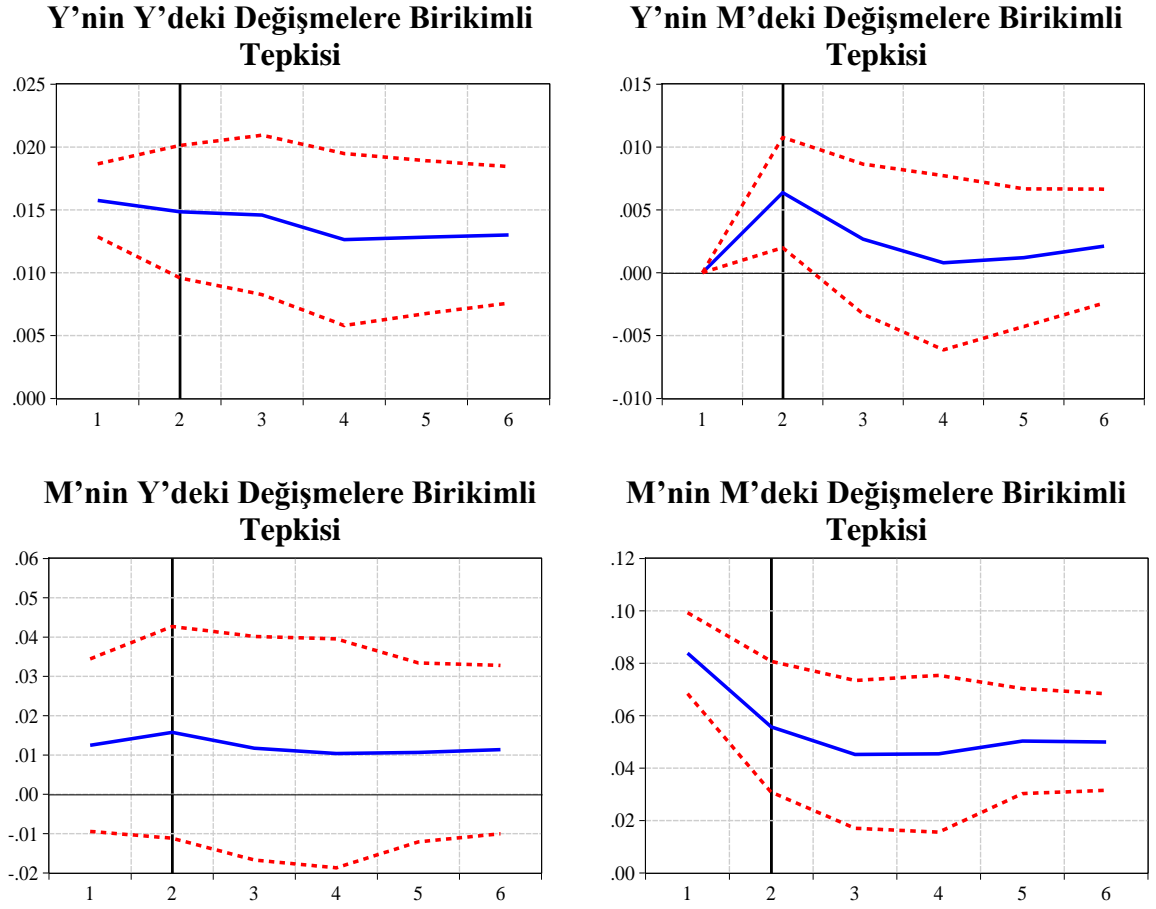 Y’nin Y’deki Değişmelere Birikimli
Tepkisi
.025
.020
.015
.010
.005
.000
1 2 3 4 5 6
Y’nin M’deki Değişmelere Birikimli
Tepkisi
.015
.010
.005
.000
-.005
-.010
1 2 3 4 5 6
M’nin Y’deki Değişmelere Birikimli
Tepkisi
.06
.05
.04
.03
.02
.01
.00
-.01
-.02
1 2 3 4 5 6
M’nin M’deki Değişmelere Birikimli
Tepkisi
.12
.10
.08
.06
.04
.02
.00
1 2 3 4 5 6